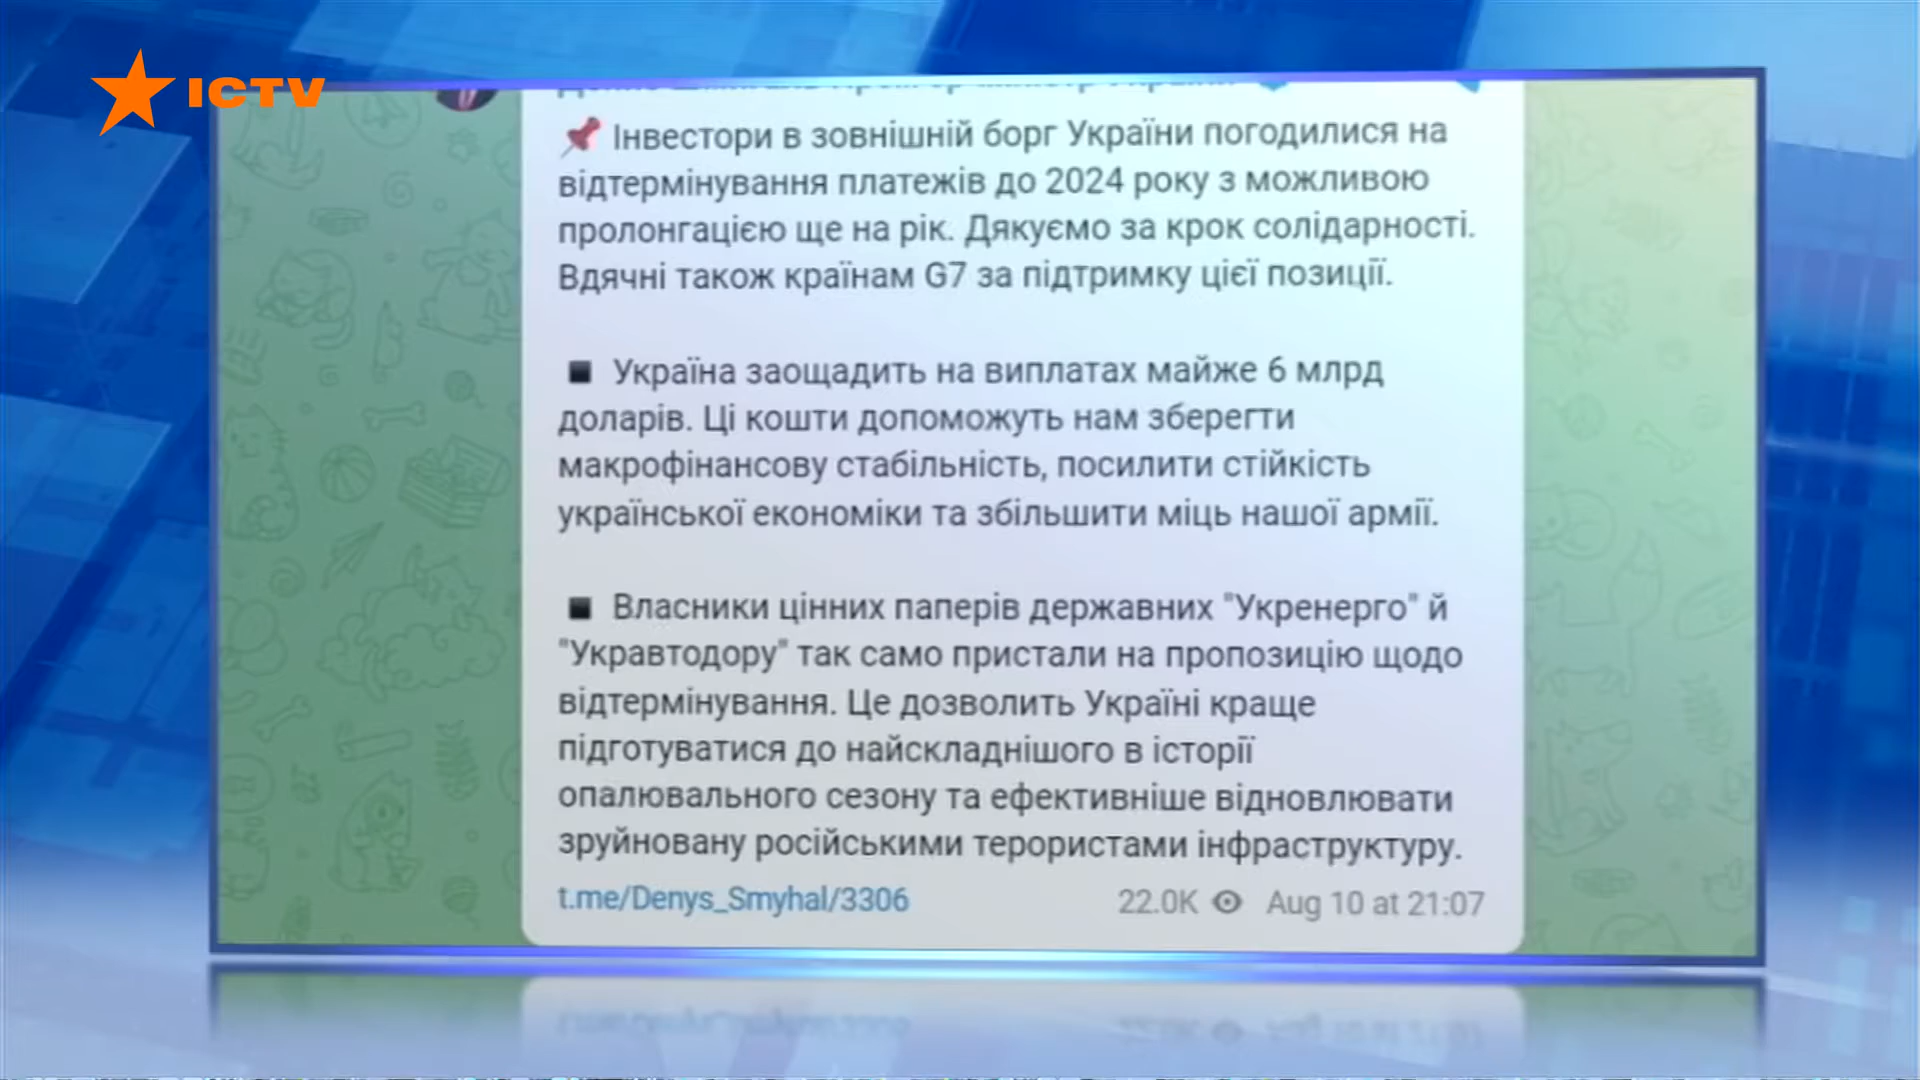 ICTV
📌 Інвестори в зовнішній борг України погодилися на
відтермінування платежів до 2024 року з можливою
пролонгацією ще на рік. Дякуємо за крок солідарності.
Вдячні також країнам G7 за підтримку цієї позиції.
◾ Україна заощадить на виплатах майже 6 млрд
доларів. Ці кошти допоможуть нам зберегти
макрофінансову стабільність, посилити стійкість
української економіки та збільшити міць нашої армії.
◾ Власники цінних паперів державних "Укренерго" й
"Укравтодору" так само пристали на пропозицію щодо
відтермінування. Це дозволить Україні краще
підготуватися до найскладнішого в історії
опалювального сезону та ефективніше відновлювати
зруйновану російськими терористами інфраструктуру.
t.me/Denys_Smyhal/3306 22.0K Aug 10 at 21:07